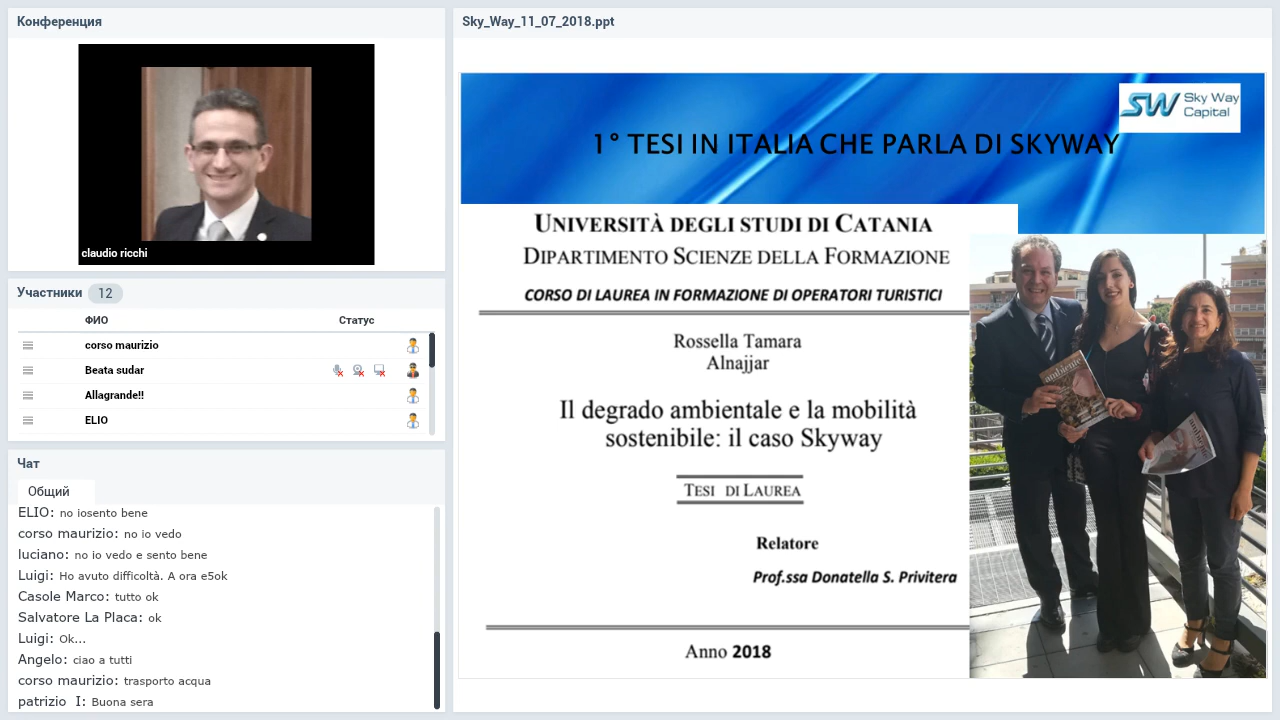 Конференция
claudio ricchi
Участники 12
ФИО Статус
corso maurizio
Beata sudar
Allagrande!!
ELIO
Чат
Общий
ELIO: no iosento bene
corso maurizio: no io vedo
luciano: no io vedo e sento bene
Luigi: Ho avuto difficoltà. A ora e5ok
Casole Marco: tutto ok
Salvatore La Placa: ok
Luigi: Ok...
Angelo: ciao a tutti
corso maurizio: trasporto acqua
patrizio I: Buona sera
Sky_Way_11_07_2018.ppt
SW Sky Way
Capital
1° TESI IN ITALIA CHE PARLA DI SKYWAY
UNIVERSITÀ DEGLI STUDI DI CATANIA
DIPARTIMENTO SCIENZE DELLA FORMAZIONE
CORSO DI LAUREA IN FORMAZIONE DI OPERATORI TURISTICI
Rossella Tamara
Alnajjar
Il degrado ambientale e la mobilità
sostenibile: il caso Skyway
TESI DI LAUREA
Relatore
Prof.ssa Donatella S. Privitera
Anno 2018
ambiente